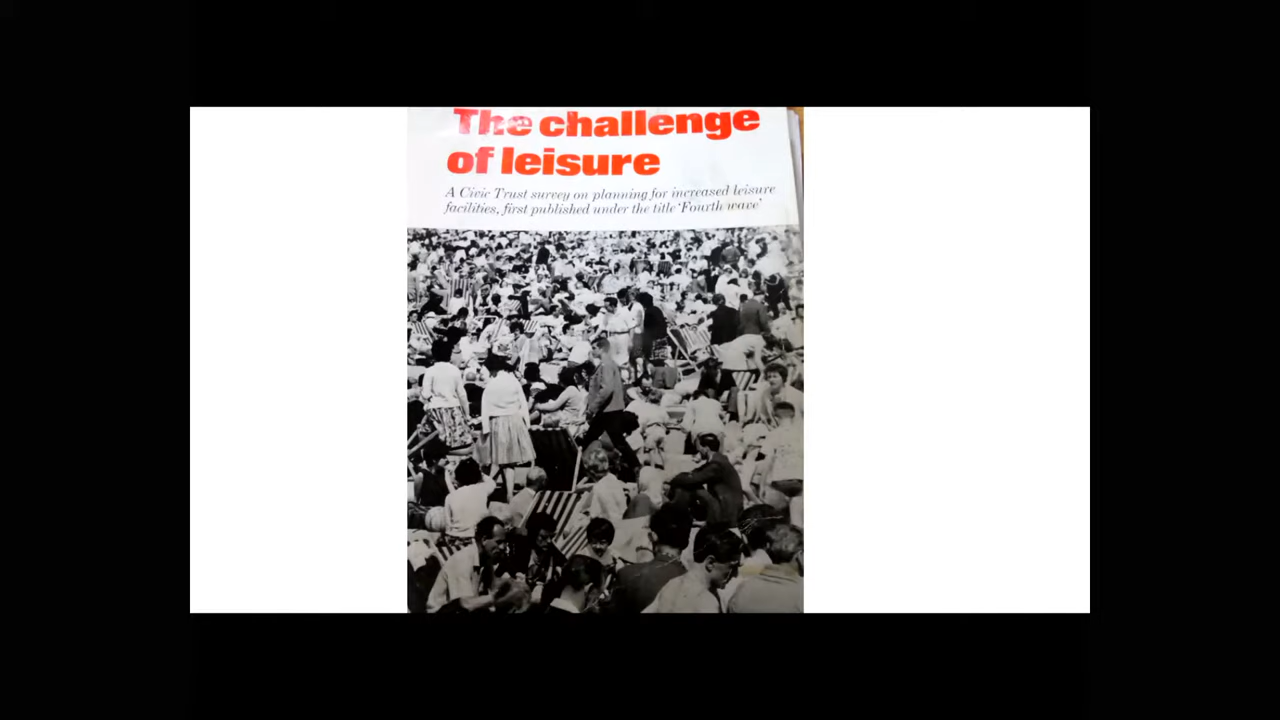 The challenge
of leisure
A Civic Trust survey on planning for increased leisure
facilities, first published under the title ‘Fourth wave’